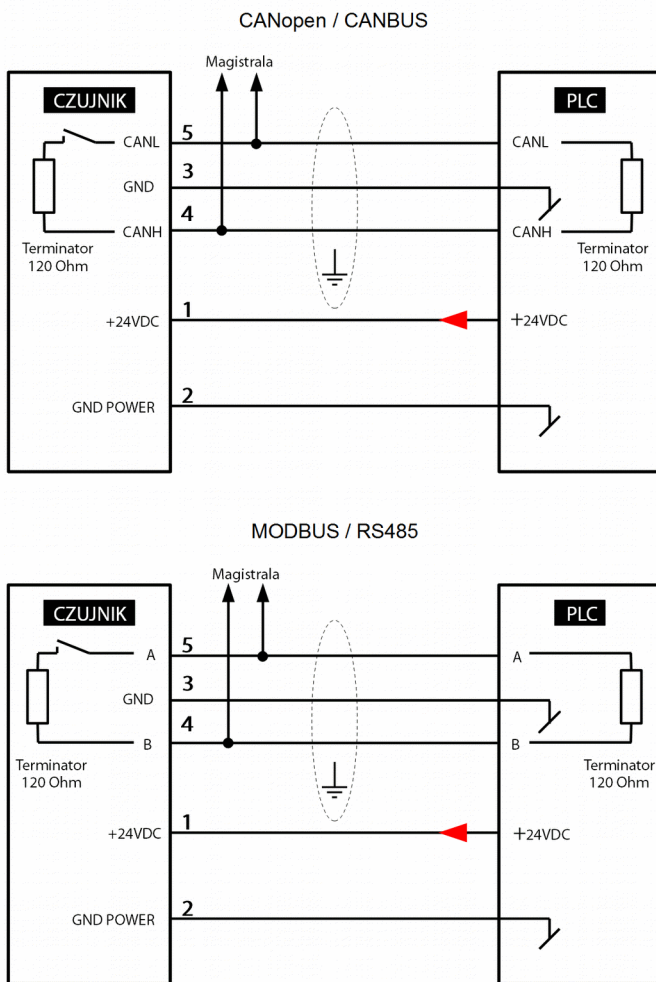 CANopen / CANBUS
Magistrala
CZUJNIK
PLC
5
CANL
CANL
3
GND
4
CANH
CANH
Terminator
120 Ohm
Terminator
120 Ohm
1
+24VDC
+24VDC
2
GND POWER
MODBUS / RS485
Magistrala
CZUJNIK
PLC
5
A
A
3
GND
4
B
B
Terminator
120 Ohm
Terminator
120 Ohm
1
+24VDC
+24VDC
2
GND POWER